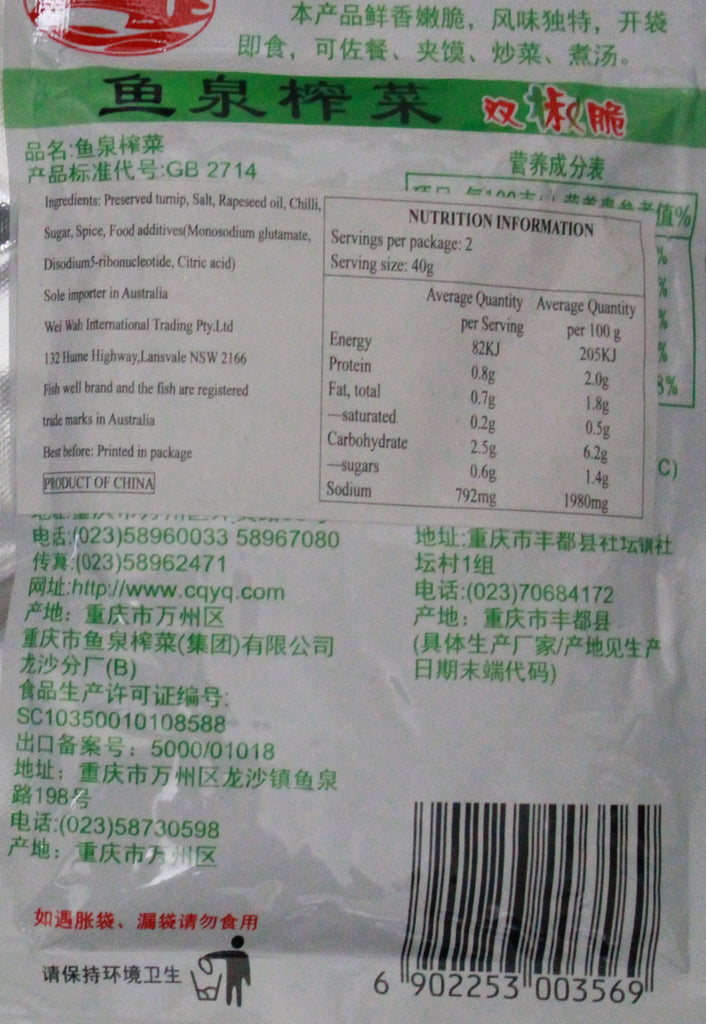 本产品鲜香嫩脆，风味独特，开袋
即食，可佐餐、夹馍、炒菜、煮汤。
鱼泉榨菜 双椒脆
品名:鱼泉榨菜
产品标准代号:GB 2714
营养成分表
值%
%
%
%
%
8%
Ingredients: Preserved turnip, Salt, Rapeseed oil, Chilli,
Sugar, Spice, Food additives(Monosodium glutamate,
Disodium5-ribonucleotide, Citric acid)
Sole importer in Australia
Wei Wah International Trading Pty.Ltd
132 Hume Highway,Lansvale NSW 2166
Fish well brand and the fish are registered
trade marks in Australia
Best before: Printed in package
PRODUCT OF CHINA
NUTRITION INFORMATION
Servings per package: 2
Serving size: 40g
Average Quantity per Serving Average Quantity per 100 g
Energy 82KJ 205KJ
Protein 0.8g 2.0g
Fat, total 0.7g 1.8g
—saturated 0.2g 0.5g
Carbohydrate 2.5g 6.2g
—sugars 0.6g 1.4g
Sodium 792mg 1980mg
C)
电话:(023)58960033 58967080
传真:(023)58962471
网址:http://www.cqyq.com
产地：重庆市万州区
重庆市鱼泉榨菜(集团)有限公司
龙沙分厂(B)
食品生产许可证编号:
SC10350010108588
出口备案号：5000/01018
地址：重庆市万州区龙沙镇鱼泉
路198号
电话:(023)58730598
产地：重庆市万州区
地址:重庆市丰都县社坛镇社
坛村1组
电话:(023)70684172
产地：重庆市丰都县
(具体生产厂家/产地见生产
日期末端代码)
如遇胀袋、漏袋请勿食用
请保持环境卫生
6 902253 003569